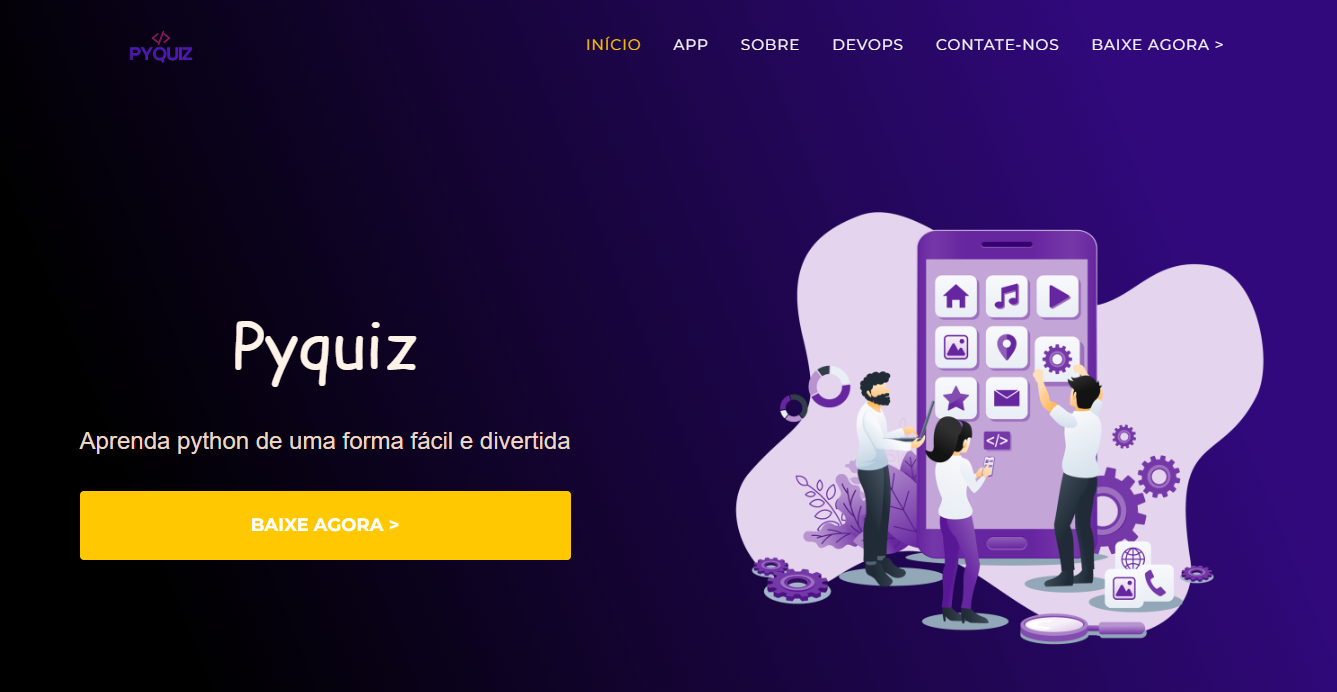 </>
PYQUIZ
INÍCIO APP SOBRE DEVOPS CONTATE-NOS BAIXE AGORA >
Pyquiz
Aprenda python de uma forma fácil e divertida
BAIXE AGORA >
</>